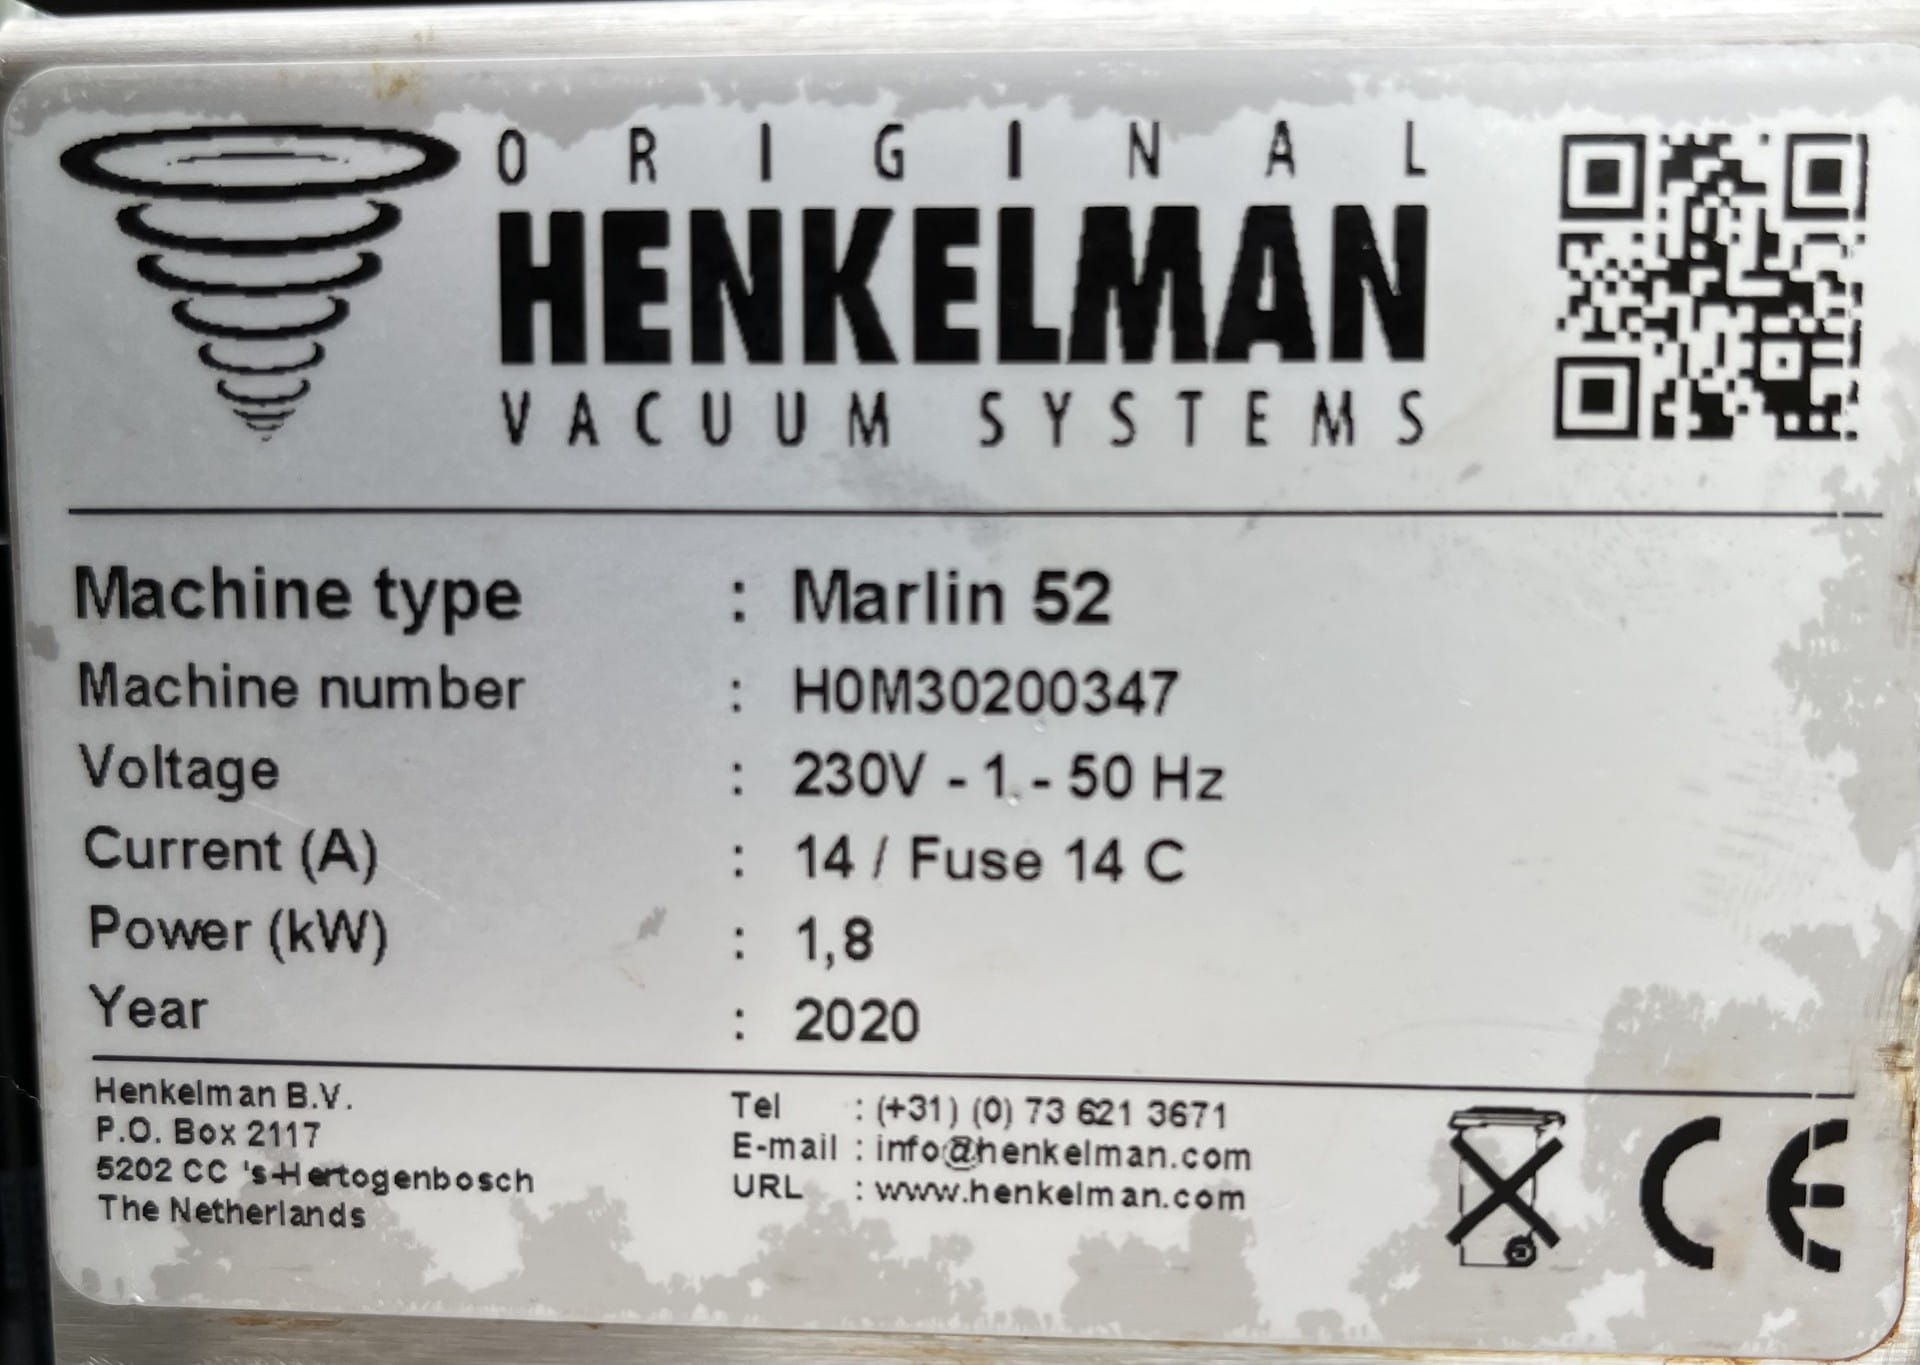 ORIGINAL
HENKELMAN
VACUUM SYSTEMS
Machine type : Marlin 52
Machine number : H0M30200347
Voltage : 230V - 1 - 50 Hz
Current (A) : 14 / Fuse 14 C
Power (kW) : 1,8
Year : 2020
Henkelman B.V.
P.O. Box 2117
5202 CC 's-Hertogenbosch
The Netherlands
Tel : (+31) (0) 73 621 3671
E-mail : info@henkelman.com
URL : www.henkelman.com
CE